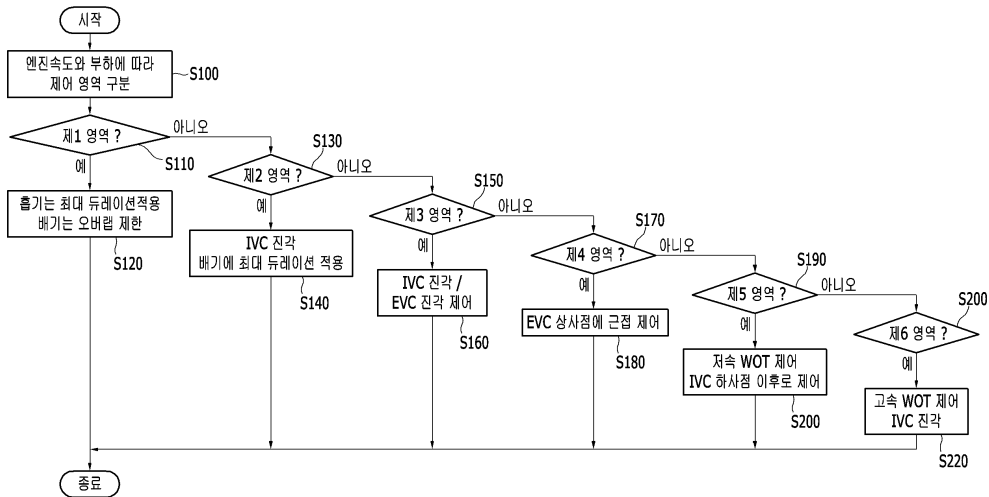 시작
엔진속도와 부하에 따라
제어 영역 구분
S100
제1 영역 ?
아니오
S110
예
흡기는 최대 듀레이션적용
배기는 오버랩 제한
S120
S130
제2 영역 ?
아니오
예
IVC 진각
배기에 최대 듀레이션 적용
S140
S150
제3 영역 ?
아니오
예
IVC 진각 /
EVC 진각 제어
S160
S170
제4 영역 ?
아니오
예
EVC 상사점에 근접 제어
S180
S190
제5 영역 ?
아니오
예
저속 WOT 제어
IVC 하사점 이후로 제어
S200
S200
제6 영역 ?
예
고속 WOT 제어
IVC 진각
S220
종료